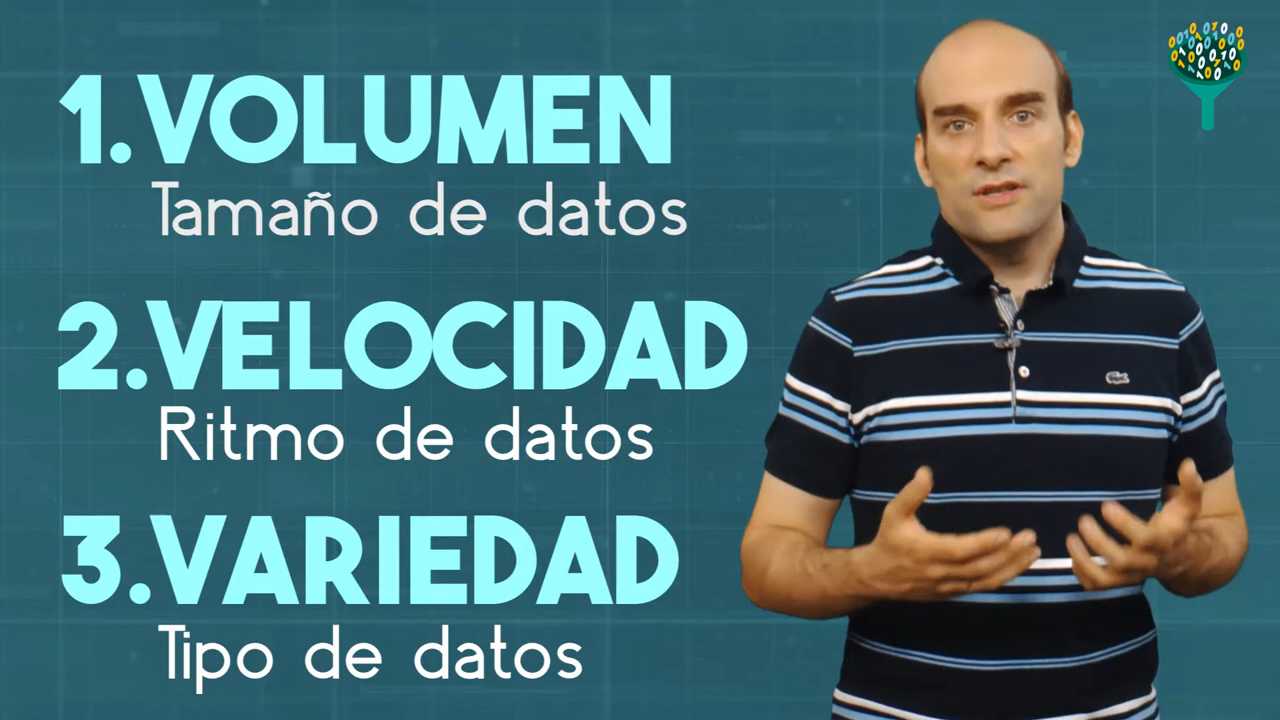 1.VOLUMEN
Tamaño de datos
2.VELOCIDAD
Ritmo de datos
3.VARIEDAD
Tipo de datos